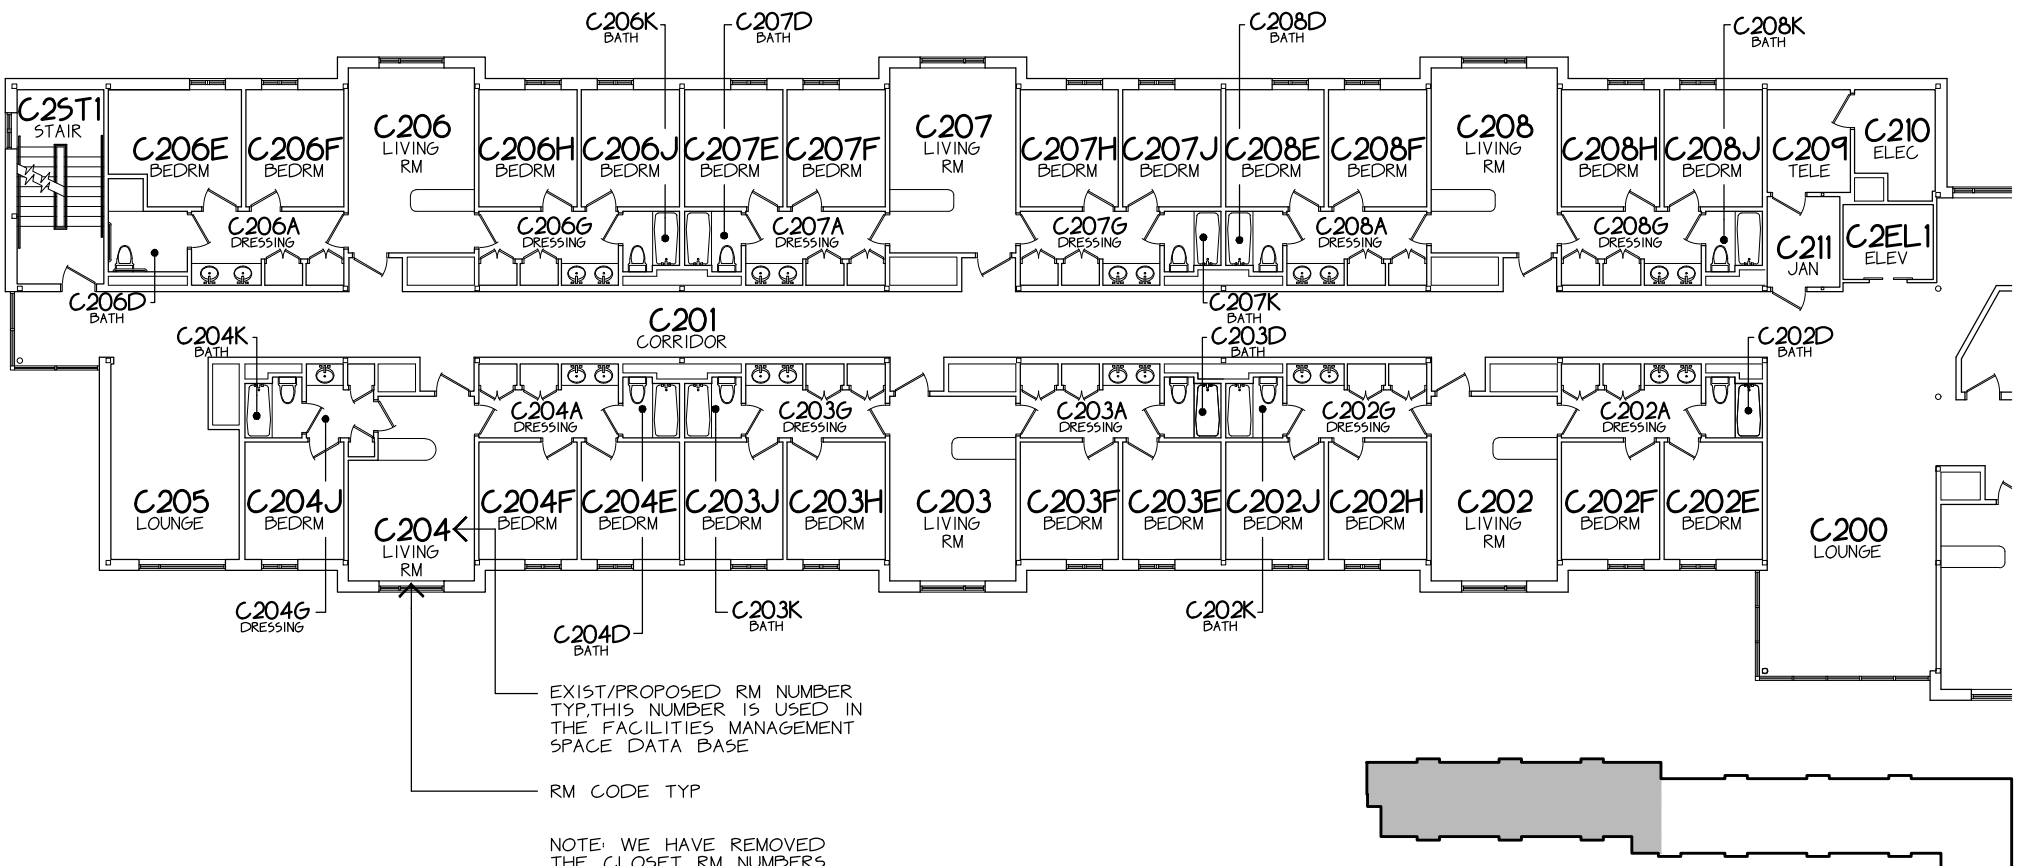 C206K
BATH
C207D
BATH
C208D
BATH
C208K
BATH
C2ST1
STAIR
C206E
BEDRM
C206F
BEDRM
C206
LIVING
RM
C206H
BEDRM
C206J
BEDRM
C207E
BEDRM
C207F
BEDRM
C207
LIVING
RM
C207H
BEDRM
C207J
BEDRM
C208E
BEDRM
C208F
BEDRM
C208
LIVING
RM
C208H
BEDRM
C208J
BEDRM
C209
TELE
C210
ELEC
C206A
DRESSING
C206G
DRESSING
C207A
DRESSING
C207G
DRESSING
C208A
DRESSING
C208G
DRESSING
C211
JAN
C2EL1
ELEV
C206D
BATH
C207K
BATH
C201
CORRIDOR
C204K
BATH
C203D
BATH
C202D
BATH
C204A
DRESSING
C203G
DRESSING
C203A
DRESSING
C202G
DRESSING
C202A
DRESSING
C205
LOUNGE
C204J
BEDRM
C204
LIVING
RM
C204F
BEDRM
C204E
BEDRM
C203J
BEDRM
C203H
BEDRM
C203
LIVING
RM
C203F
BEDRM
C203E
BEDRM
C202J
BEDRM
C202H
BEDRM
C202
LIVING
RM
C202F
BEDRM
C202E
BEDRM
C200
LOUNGE
C204G
DRESSING
C204D
BATH
C203K
BATH
C202K
BATH
EXIST/PROPOSED RM NUMBER
TYP,THIS NUMBER IS USED IN
THE FACILITIES MANAGEMENT
SPACE DATA BASE
RM CODE TYP
NOTE: WE HAVE REMOVED
THE CLOSET RM NUMBERS